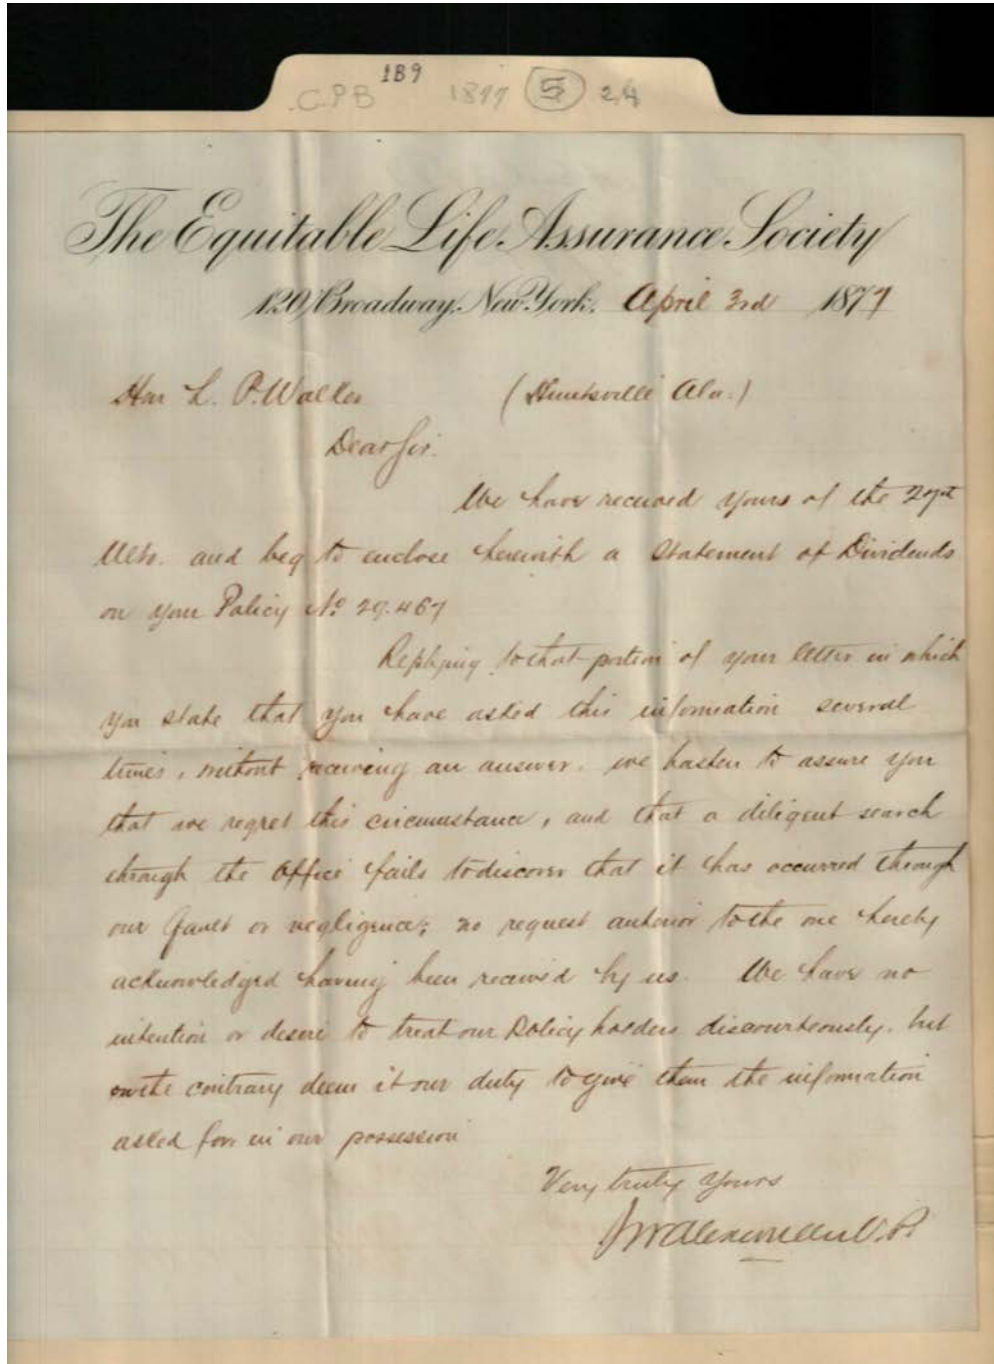 189
C.P.B 1877 5 24
The Equitable Life Assurance Society
120 Broadway, New York. April 3rd 1877
Hon L. P. Walker (Huntsville Ala.)
Dear Sir.
We have received yours of the
Ulto. and beg to enclose herewith a Statement of Dividends
on your Policy No 29.467
Replying to that portion of your letter in which
you state that you have asked this information several
times, without receiving an answer. we hasten to assure you
that we regret this circumstance, and that a diligent search
through the Office fails to discover that it has occurred through
our fault or negligence; no request anterior to the one hereby
acknowledged having been received by us. We have no
intention or desire to treat our Policy holders discourteously. but
on the contrary deem it our duty to give them the information
asked for in our possession
Very truly yours
JW Alexander V.P.